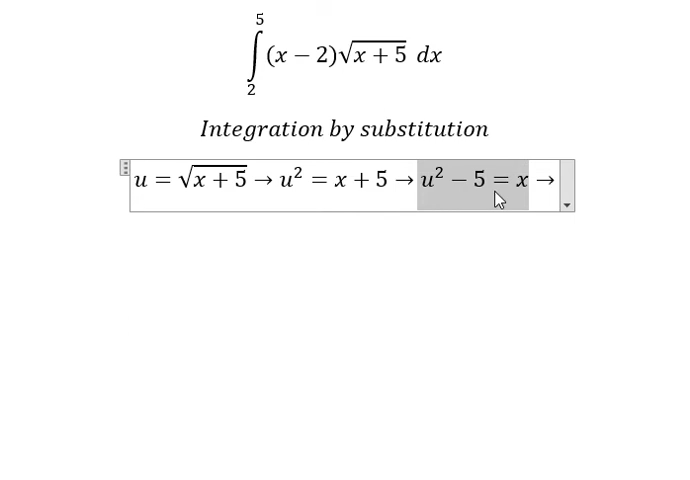 5
∫(x − 2)√x + 5 dx
2
Integration by substitution
u = √x + 5 → u² = x + 5 → u² − 5 = x →